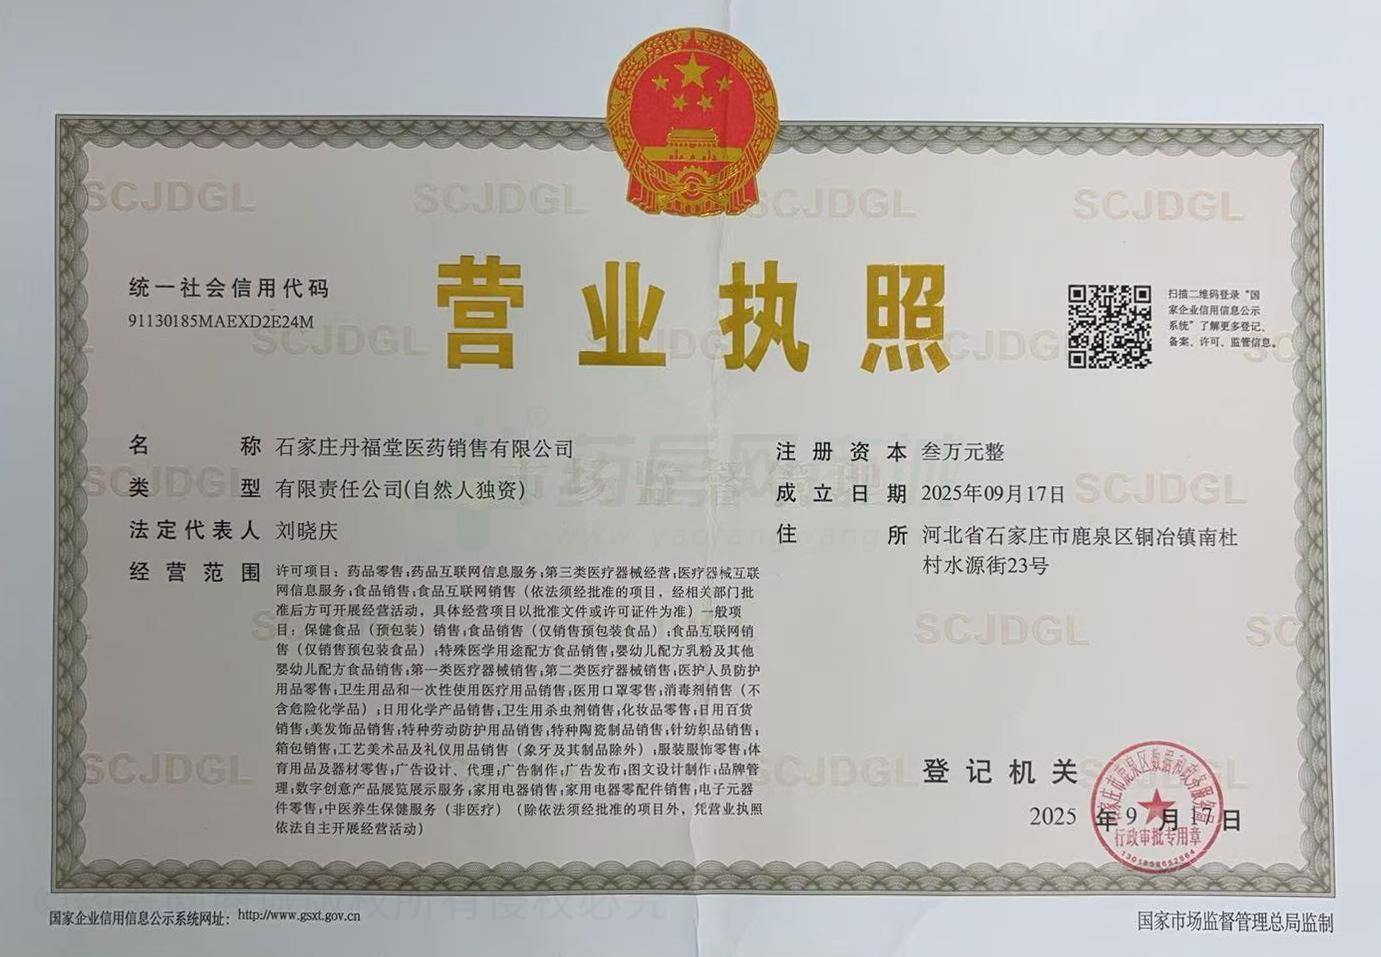 营业执照
统一社会信用代码
91130185MAEXD2E24M
扫描二维码登录“国
家企业信用信息公示
系统”了解更多登记、
备案、许可、监管信息。
名 称 石家庄丹福堂医药销售有限公司
类 型 有限责任公司(自然人独资)
法定代表人 刘晓庆
经营范围 许可项目：药品零售;药品互联网信息服务;第三类医疗器械经营;医疗器械互联
网信息服务;食品销售;食品互联网销售（依法须经批准的项目，经相关部门批
准后方可开展经营活动，具体经营项目以批准文件或许可证件为准）一般项
目：保健食品（预包装）销售;食品销售（仅销售预包装食品）;食品互联网销
售（仅销售预包装食品）;特殊医学用途配方食品销售;婴幼儿配方乳粉及其他
婴幼儿配方食品销售;第一类医疗器械销售;第二类医疗器械销售;医护人员防护
用品零售;卫生用品和一次性使用医疗用品销售;医用口罩零售;消毒剂销售（不
含危险化学品）;日用化学产品销售;卫生用杀虫剂销售;化妆品零售;日用百货
销售;美发饰品销售;特种劳动防护用品销售;特种陶瓷制品销售;针纺织品销售;
箱包销售;工艺美术品及礼仪用品销售（象牙及其制品除外）;服装服饰零售;体
育用品及器材零售;广告设计、代理;广告制作;广告发布;图文设计制作;品牌管
理;数字创意产品展览展示服务;家用电器销售;家用电器零配件销售;电子元器
件零售;中医养生保健服务（非医疗）（除依法须经批准的项目外，凭营业执照
依法自主开展经营活动）
注册资本 叁万元整
成立日期 2025年09月17日
住 所 河北省石家庄市鹿泉区铜冶镇南杜
村水源街23号
登记机关
2025 年 9 月 17 日
行政审批专用章
国家企业信用信息公示系统网址： http://www.gsxt.gov.cn
国家市场监督管理总局监制
SCJDGL